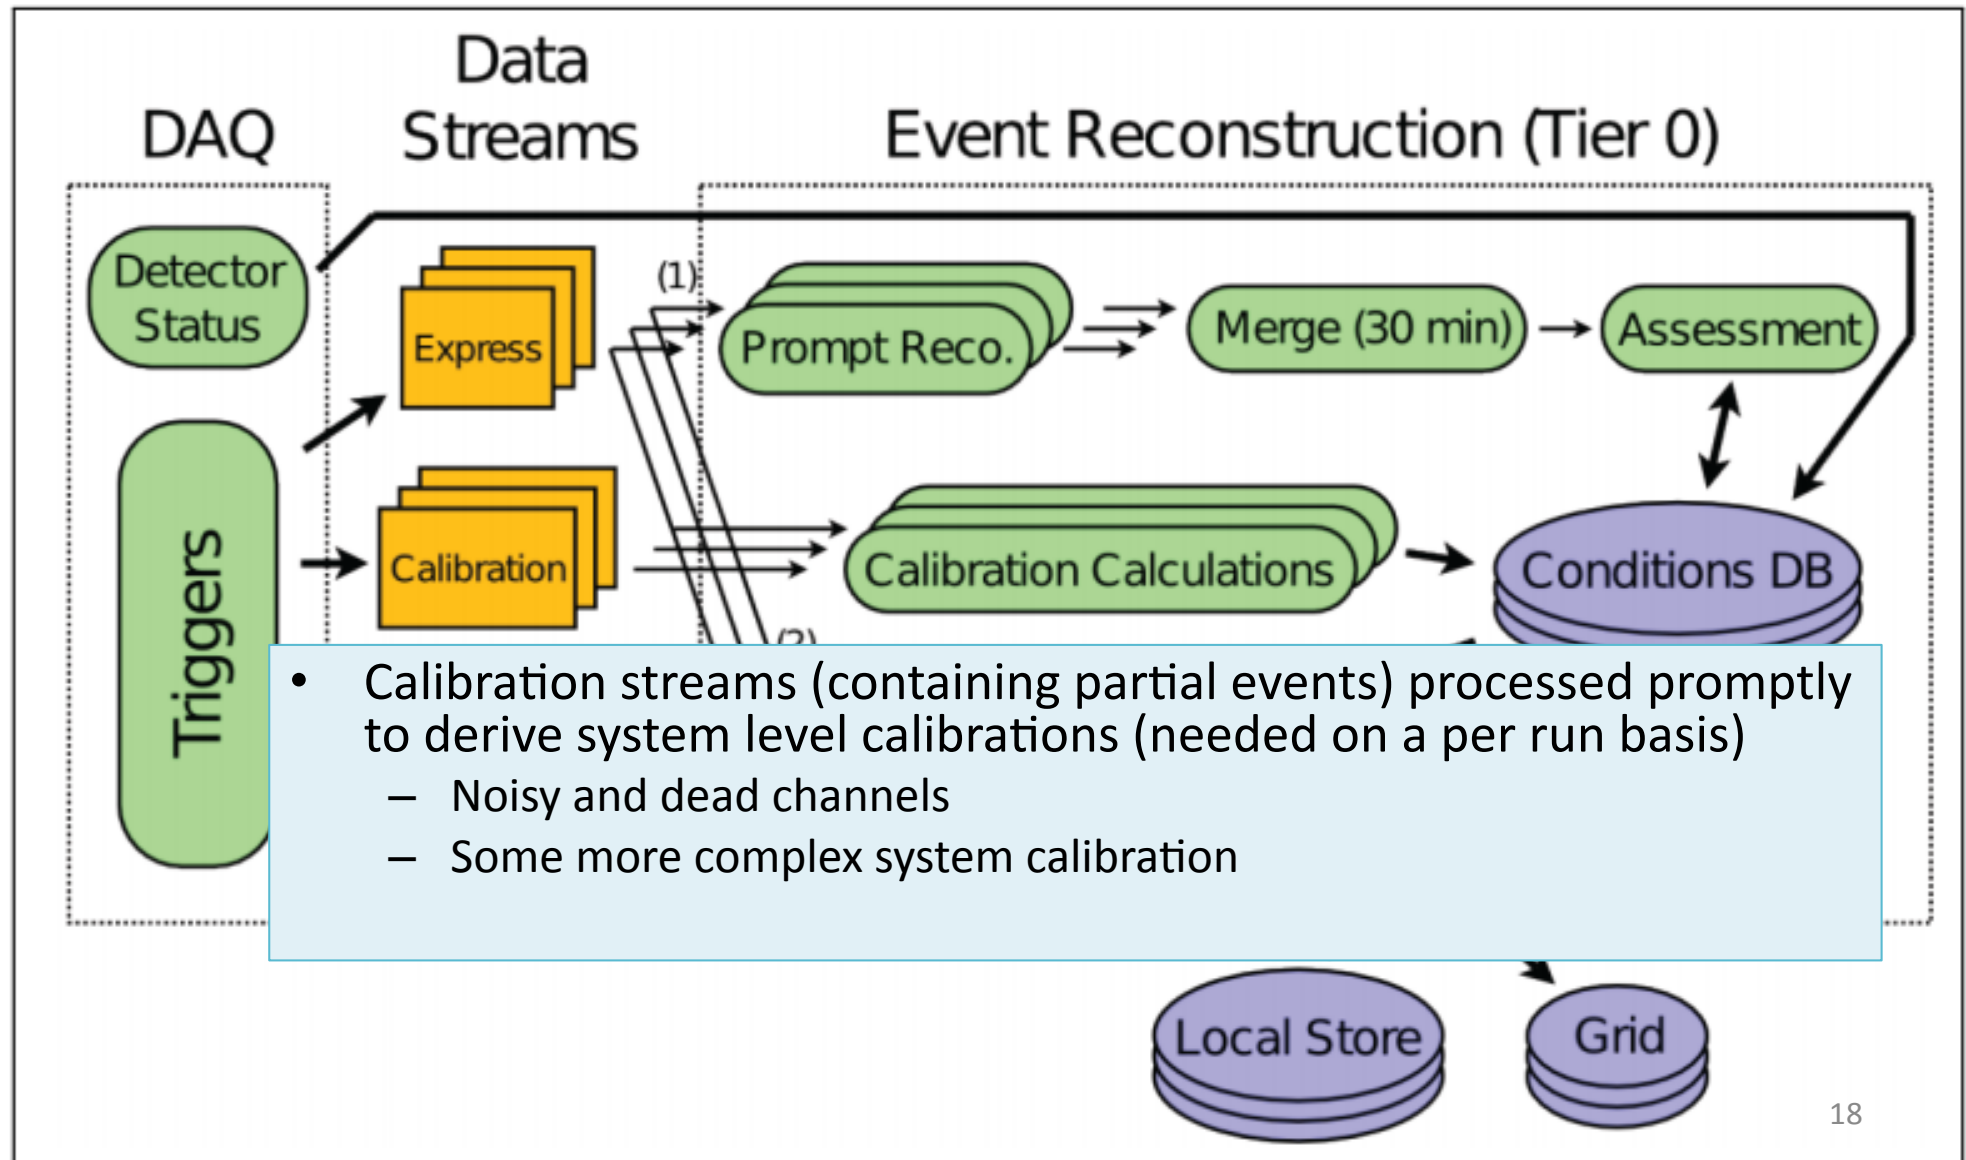 Data
Streams
DAQ
Event Reconstruction (Tier 0)
Detector
Status
Express
(1)
Prompt Reco.
Merge (30 min)
Assessment
Triggers
Calibration
Calibration Calculations
Conditions DB
(2)
• Calibration streams (containing partial events) processed promptly
to derive system level calibrations (needed on a per run basis)
– Noisy and dead channels
– Some more complex system calibration
Local Store
Grid
18